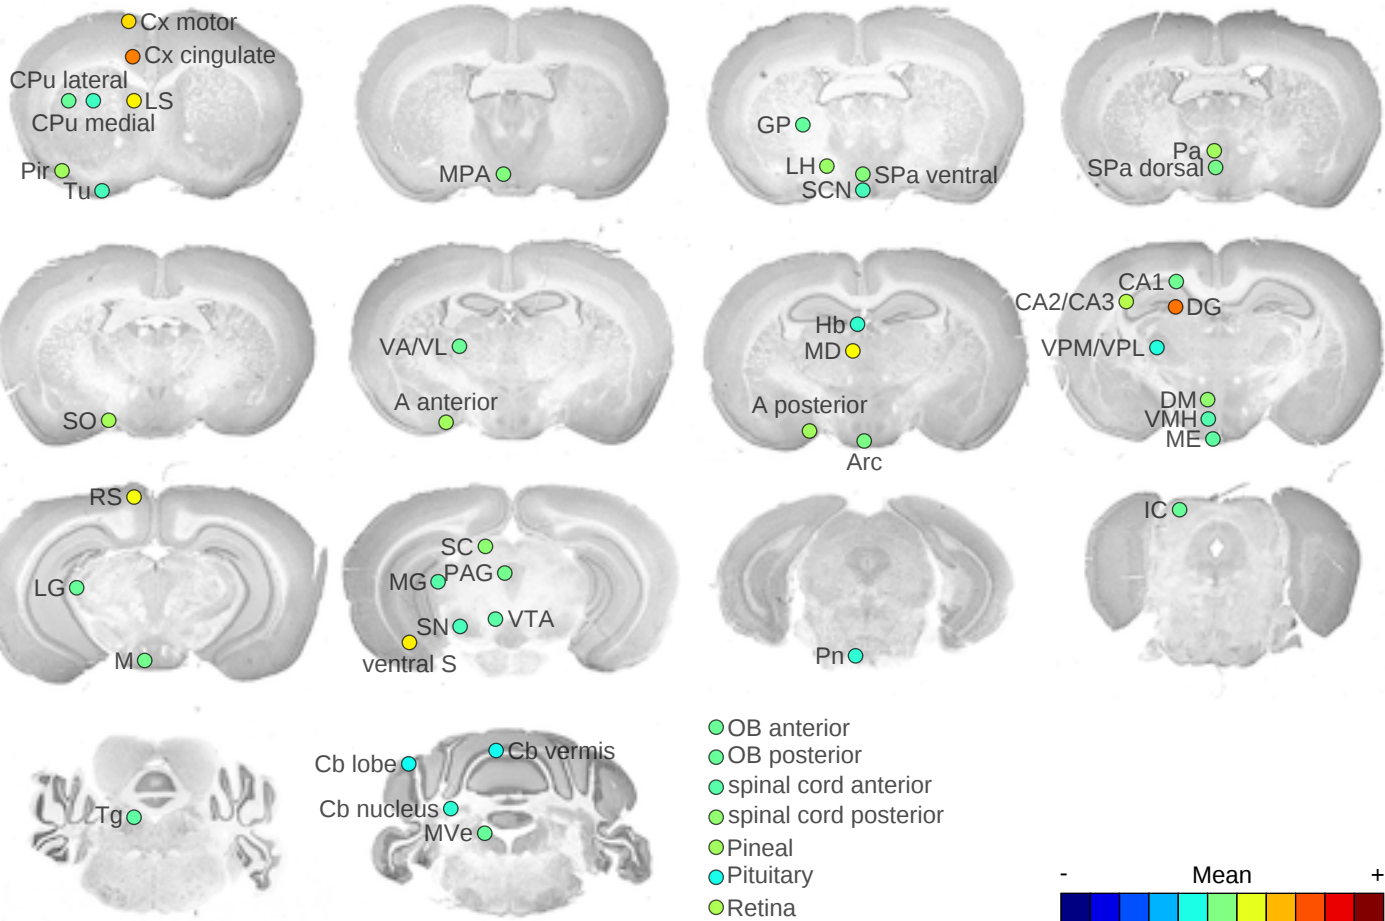 Cx motor
Cx cingulate
CPu lateral
LS
CPu medial
Pir
Tu
MPA
GP
LH
SPa ventral
SCN
Pa
SPa dorsal
SO
VA/VL
A anterior
Hb
MD
A posterior
Arc
CA1
CA2/CA3
DG
VPM/VPL
DM
VMH
ME
RS
LG
M
SC
PAG
MG
VTA
SN
ventral S
Pn
IC
Tg
Cb lobe
Cb vermis
Cb nucleus
MVe
OB anterior
OB posterior
spinal cord anterior
spinal cord posterior
Pineal
Pituitary
Retina
- Mean +